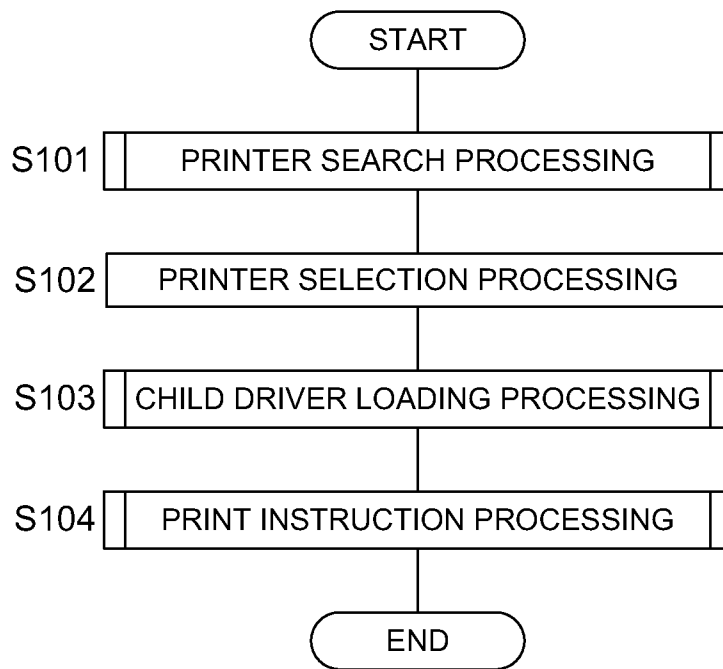 START
S101 PRINTER SEARCH PROCESSING
S102 PRINTER SELECTION PROCESSING
S103 CHILD DRIVER LOADING PROCESSING
S104 PRINT INSTRUCTION PROCESSING
END